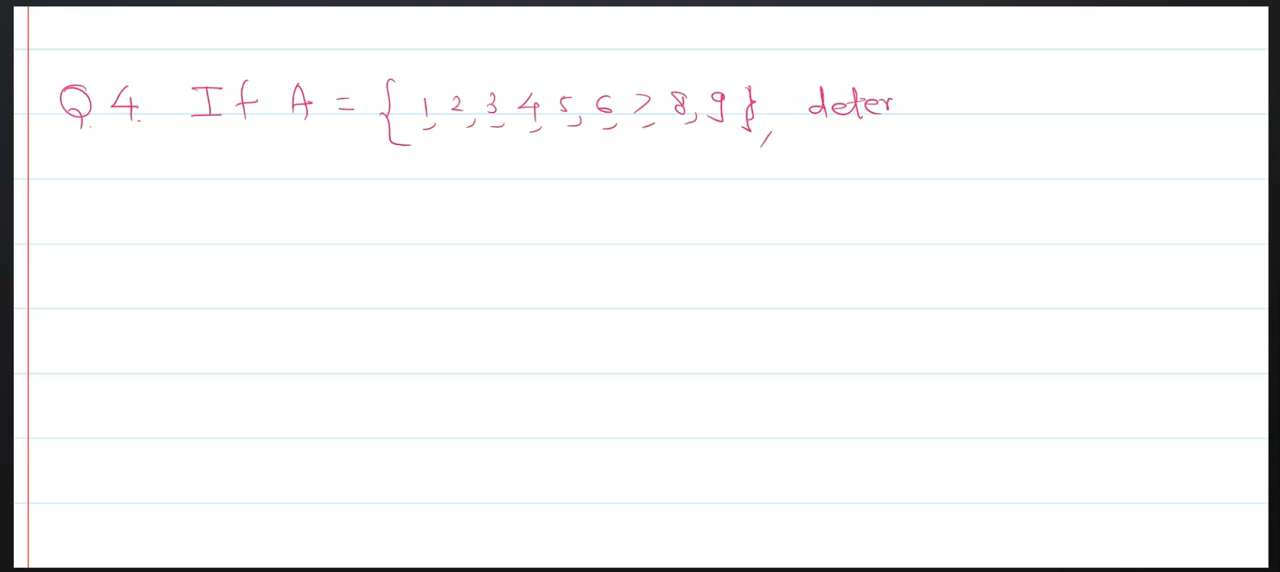 Q.4. If A = { 1, 2, 3, 4, 5, 6, 7, 8, 9 }, deter